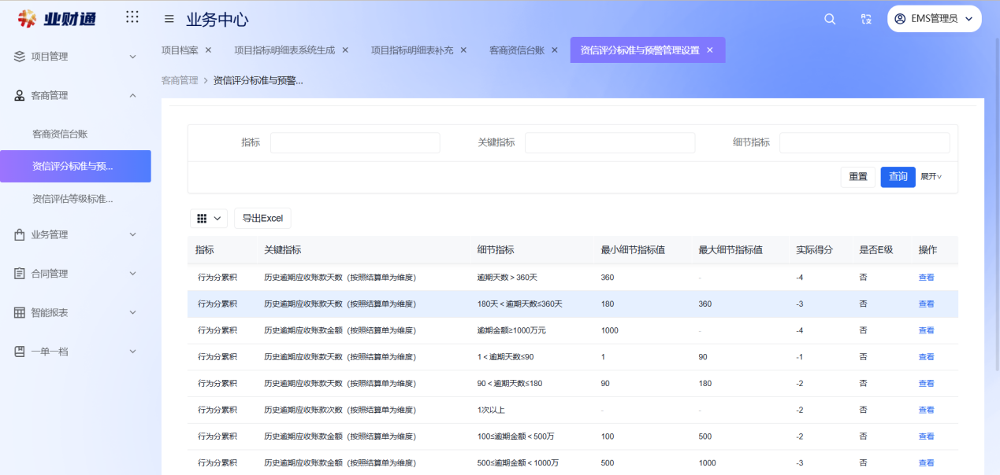 业财通
业务中心
EMS管理员
项目档案 × 项目指标明细表系统生成 × 项目指标明细表补充 × 客商资信台账 × 资信评分标准与预警管理设置 ×
客商管理 > 资信评分标准与预警...
项目管理
客商管理
客商资信台账
资信评分标准与预...
资信评估等级标准...
业务管理
合同管理
智能报表
一单一档
指标 关键指标 细节指标
重置 查询 展开
导出Excel
指标 关键指标 细节指标 最小细节指标值 最大细节指标值 实际得分 是否E级 操作
行为分累积 历史逾期应收账款天数（按照结算单为维度） 逾期天数＞360天 360 - -4 否 查看
行为分累积 历史逾期应收账款天数（按照结算单为维度） 180天＜逾期天数≤360天 180 360 -3 否 查看
行为分累积 历史逾期应收账款金额（按照结算单为维度） 逾期金额≥1000万元 1000 - -4 否 查看
行为分累积 历史逾期应收账款天数（按照结算单为维度） 1＜逾期天数≤90 1 90 -1 否 查看
行为分累积 历史逾期应收账款天数（按照结算单为维度） 90＜逾期天数≤180 90 180 -2 否 查看
行为分累积 历史逾期应收账款次数（按照结算单为维度） 1次以上 - - -2 否 查看
行为分累积 历史逾期应收账款金额（按照结算单为维度） 100≤逾期金额＜500万 100 500 -2 否 查看
行为分累积 历史逾期应收账款金额（按照结算单为维度） 500≤逾期金额＜1000万 500 1000 -3 否 查看